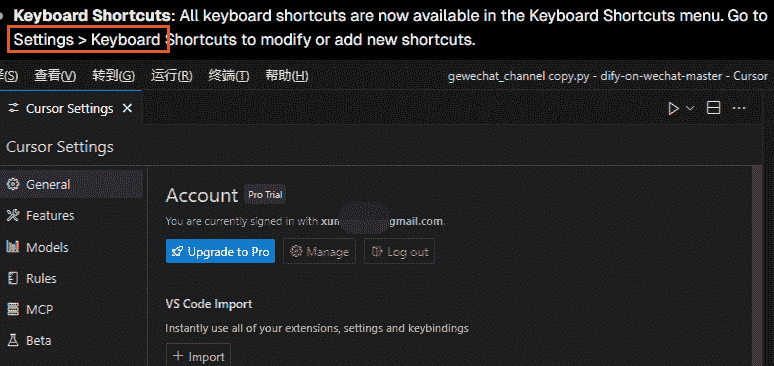 Keyboard Shortcuts: All keyboard shortcuts are now available in the Keyboard Shortcuts menu. Go to
Settings > Keyboard Shortcuts to modify or add new shortcuts.
(S) 查看(V) 转到(G) 运行(R) 终端(T) 帮助(H) gewechat_channel copy.py - dify-on-wechat-master - Cursor
Cursor Settings
Cursor Settings
General
Features
Models
Rules
MCP
Beta
Account Pro Trial
You are currently signed in with xun gmail.com.
Upgrade to Pro Manage Log out
VS Code Import
Instantly use all of your extensions, settings and keybindings
+ Import